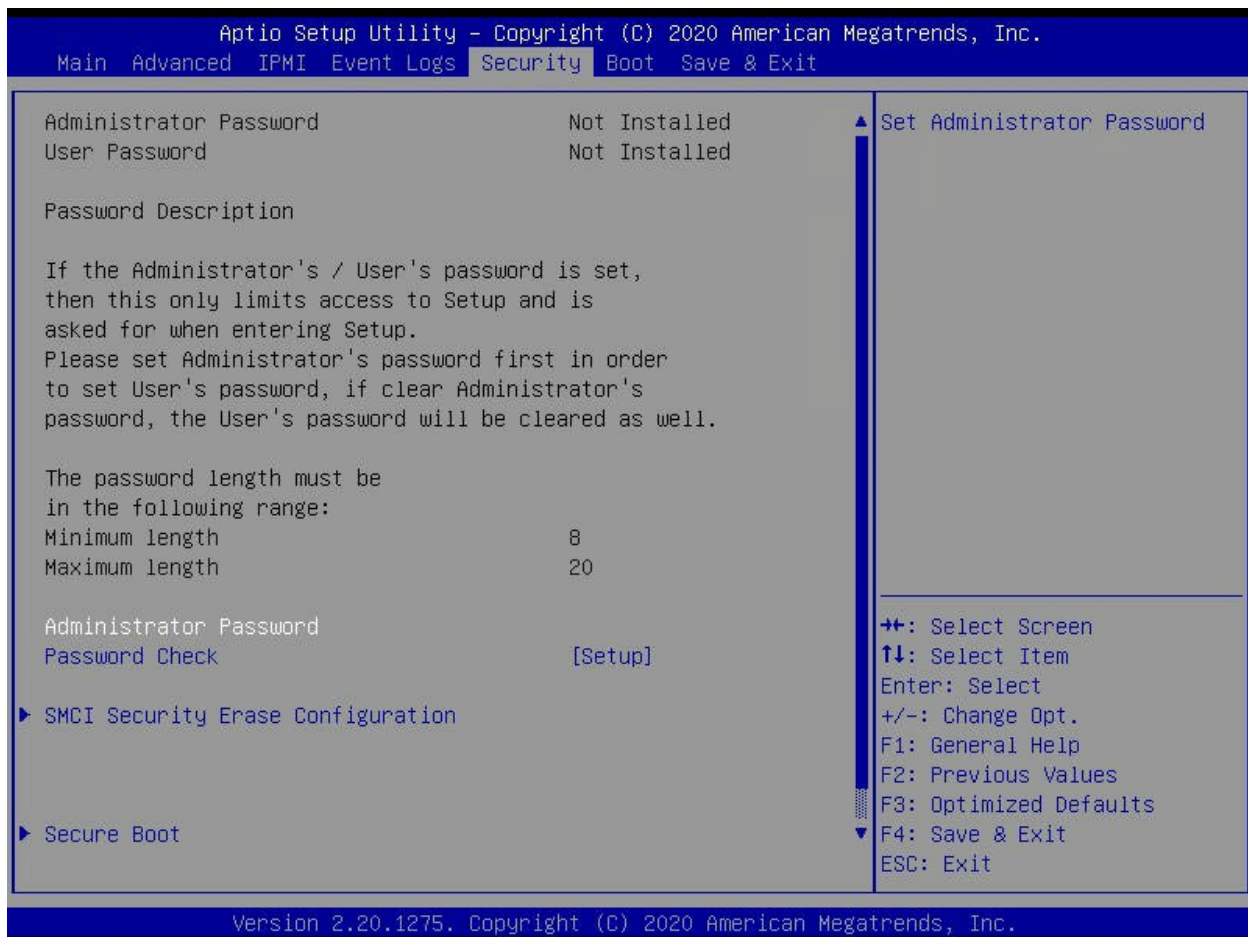 Aptio Setup Utility – Copyright (C) 2020 American Megatrends, Inc.
Main Advanced IPMI Event Logs Security Boot Save & Exit
Administrator Password Not Installed
User Password Not Installed
Password Description
If the Administrator's / User's password is set,
then this only limits access to Setup and is
asked for when entering Setup.
Please set Administrator's password first in order
to set User's password, if clear Administrator's
password, the User's password will be cleared as well.
The password length must be
in the following range:
Minimum length 8
Maximum length 20
Administrator Password
Password Check [Setup]
SMCI Security Erase Configuration
Secure Boot
Set Administrator Password
→←: Select Screen
↑↓: Select Item
Enter: Select
+/-: Change Opt.
F1: General Help
F2: Previous Values
F3: Optimized Defaults
F4: Save & Exit
ESC: Exit
Version 2.20.1275. Copyright (C) 2020 American Megatrends, Inc.